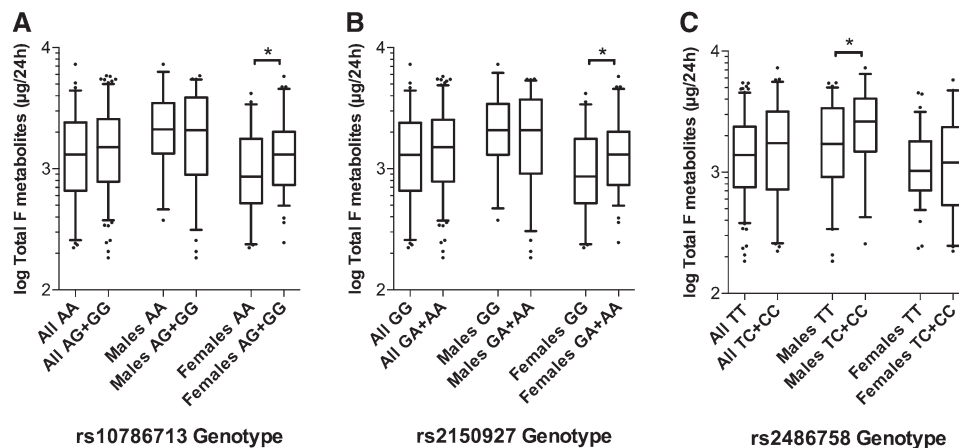 A
log Total F metabolites (µg/24h)
4
3
2
*
All AA
All AG+GG
Males AA
Males AG+GG
Females AA
Females AG+GG
rs10786713 Genotype
B
log Total F metabolites (µg/24h)
4
3
2
*
All GG
All GA+AA
Males GG
Males GA+AA
Females GG
Females GA+AA
rs2150927 Genotype
C
log Total F metabolites (µg/24h)
4
3
2
*
All TT
All TC+CC
Males TT
Males TC+CC
Females TT
Females TC+CC
rs2486758 Genotype